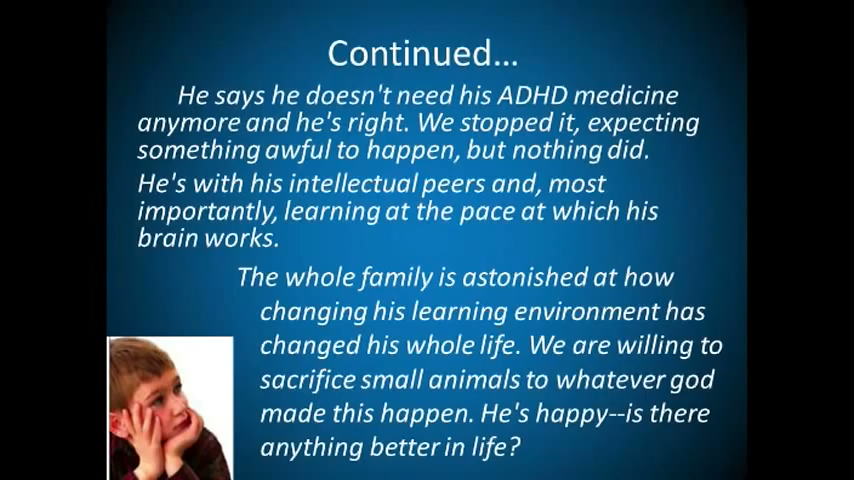 Continued…
He says he doesn't need his ADHD medicine
anymore and he's right. We stopped it, expecting
something awful to happen, but nothing did.
He's with his intellectual peers and, most
importantly, learning at the pace at which his
brain works.
The whole family is astonished at how
changing his learning environment has
changed his whole life. We are willing to
sacrifice small animals to whatever god
made this happen. He's happy--is there
anything better in life?